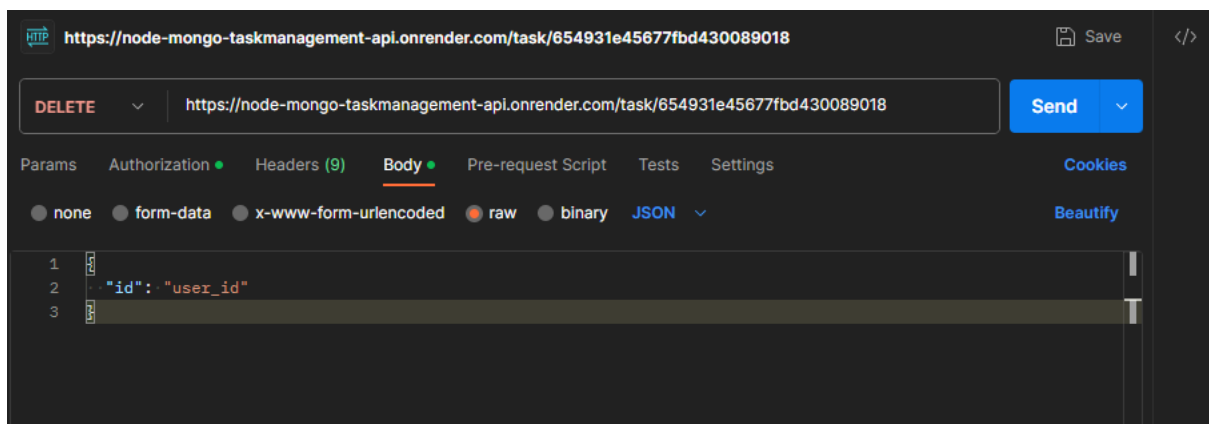 HTTP https://node-mongo-taskmanagement-api.onrender.com/task/654931e45677fbd430089018 Save </>
DELETE https://node-mongo-taskmanagement-api.onrender.com/task/654931e45677fbd430089018 Send
Params Authorization Headers (9) Body Pre-request Script Tests Settings Cookies
none form-data x-www-form-urlencoded raw binary JSON Beautify
1 {
2 "id": "user_id"
3 }